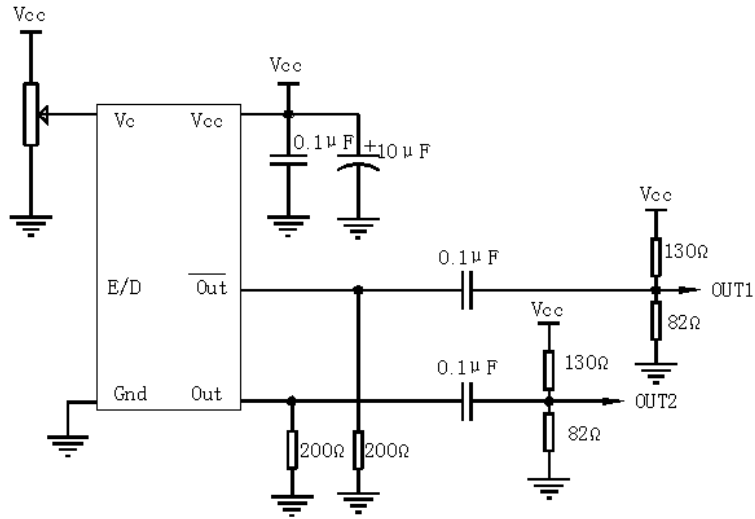 Vcc
Vcc
Vc
Vcc
0.1μF
+
10μF
Vcc
0.1μF
130Ω
E/D
Out
OUT1
Vcc
82Ω
0.1μF
130Ω
Gnd
Out
OUT2
82Ω
200Ω
200Ω